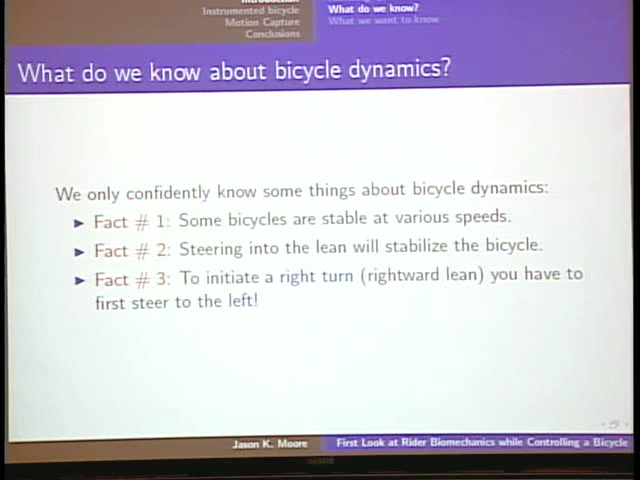 Introduction
Instrumented bicycle
Motion Capture
Conclusions
What do we know?
What we want to know
What do we know about bicycle dynamics?
We only confidently know some things about bicycle dynamics:
Fact # 1: Some bicycles are stable at various speeds.
Fact # 2: Steering into the lean will stabilize the bicycle.
Fact # 3: To initiate a right turn (rightward lean) you have to
first steer to the left!
Jason K. Moore
First Look at Rider Biomechanics while Controlling a Bicycle